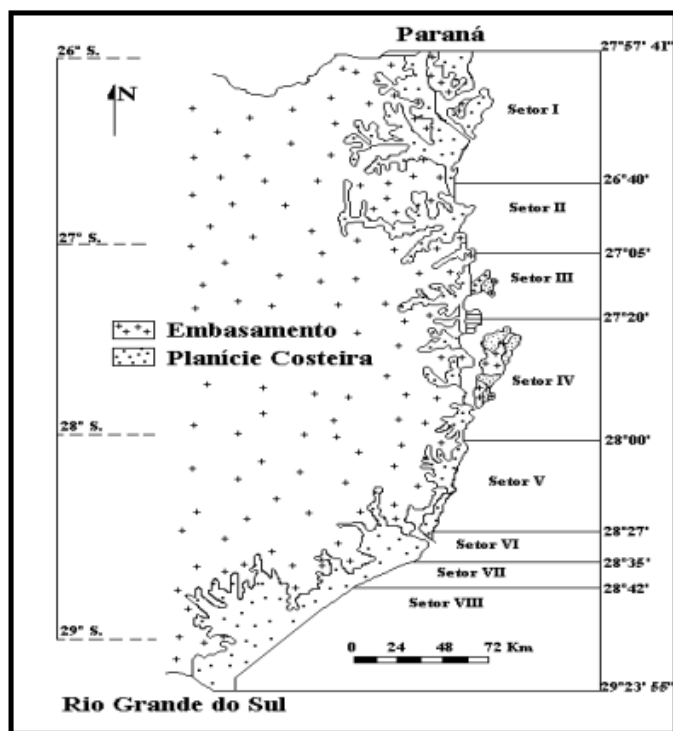 Paraná
26° S.
27°57' 41"
N
Setor I
26°40'
Setor II
27° S.
27°05'
Setor III
27°20'
Embasamento
Planície Costeira
Setor IV
28° S.
28°00'
Setor V
28°27'
Setor VI
28°35'
Setor VII
28°42'
Setor VIII
29° S.
0 24 48 72 Km
29°23' 55"
Rio Grande do Sul